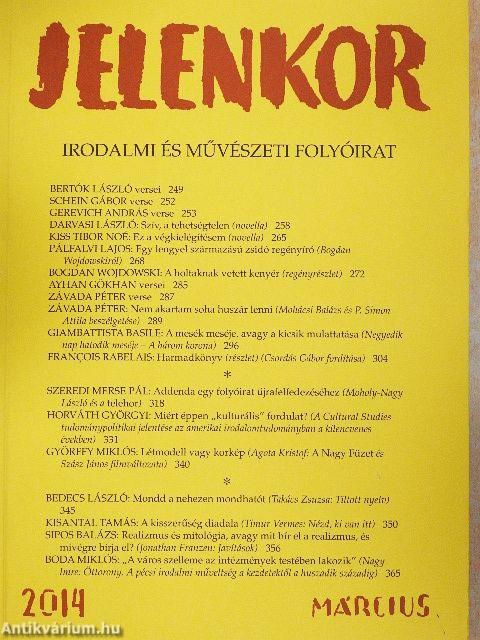 JELENKOR
IRODALMI ÉS MŰVÉSZETI FOLYÓIRAT
BERTÓK LÁSZLÓ versei 249
SCHEIN GÁBOR verse 252
GEREVICH ANDRÁS verse 253
DARVASI LÁSZLÓ: Szív, a tehetségtelen (novella) 258
KISS TIBOR NOÉ: Ez a végkielégítésem (novella) 265
PÁLFALVI LAJOS: Egy lengyel származású zsidó regényíró (Bogdan
Wojdowskiról) 268
BOGDAN WOJDOWSKI: A holtaknak vetett kenyér (regényrészlet) 272
AYHAN GÖKHAN versei 285
ZÁVADA PÉTER verse 287
ZÁVADA PÉTER: Nem akartam soha huszár lenni (Mohácsi Balázs és P. Simon
Attila beszélgetése) 289
GIAMBATTISTA BASILE: A mesék meséje, avagy a kicsik mulattatása (Negyedik
nap hatodik meséje – A három korona) 296
FRANÇOIS RABELAIS: Harmadkönyv (részlet) (Csordás Gábor fordítása) 304
*
SZEREDI MERSE PÁL: Addenda egy folyóirat újrafelfedezéséhez (Moholy-Nagy
László és a telehor) 318
HORVÁTH GYÖRGYI: Miért éppen „kulturális” fordulat? (A Cultural Studies
tudománypolitikai jelentése az amerikai irodalomtudományban a kilencvenes
években) 331
GYÖRFFY MIKLÓS: Létmodell vagy korkép (Agota Kristof: A Nagy Füzet és
Szász János filmváltozata) 340
*
BEDECS LÁSZLÓ: Mondd a nehezen mondhatót (Takács Zsuzsa: Tiltott nyelv)
345
KISANTAL TAMÁS: A kisszerűség diadala (Timur Vermes: Nézd, ki van itt) 350
SIPOS BALÁZS: Realizmus és mitológia, avagy mit bír el a realizmus, és
mivégre bírja el? (Jonathan Franzen: Javítások) 356
BODA MIKLÓS: „A város szelleme az intézmények testében lakozik” (Nagy
Imre: Öttorony. A pécsi irodalmi műveltség a kezdetektől a huszadik századig) 365
2014 MÁRCIUS
Antikvárium.hu